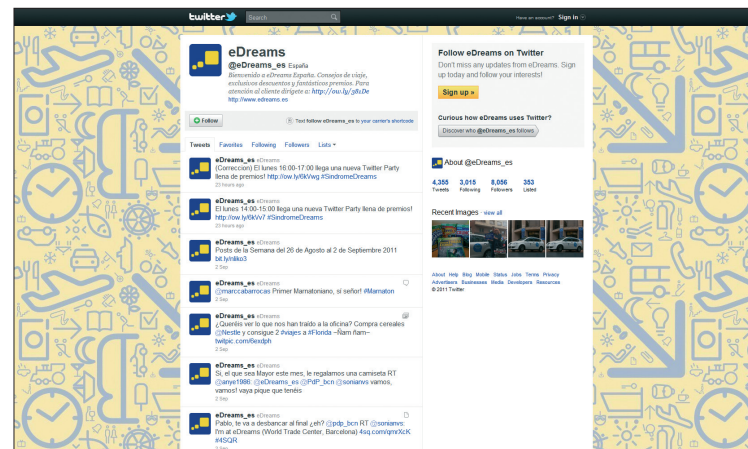 twitter
Search
Have an account? Sign in
eDreams
@eDreams_es España
Bienvenido a eDreams España. Consejos de viaje,
exclusivos descuentos y fantásticos premios. Para
atención al cliente dirígete a: http://ow.ly/38xDe
http://www.edreams.es
Follow
Text follow eDreams_es to your carrier's shortcode
Tweets Favorites Following Followers Lists
eDreams_es eDreams
(Correccion) El lunes 16:00-17:00 llega una nueva Twitter Party
llena de premios! http://ow.ly/6kVwg #SindromeDreams
23 hours ago
eDreams_es eDreams
El lunes 14:00-15:00 llega una nueva Twitter Party llena de premios!
http://ow.ly/6kVv7 #SindromeDreams
23 hours ago
eDreams_es eDreams
Posts de la Semana del 26 de Agosto al 2 de Septiembre 2011
bit.ly/nliko3
2 Sep
eDreams_es eDreams
@marccabarrocas Primer Marnatoniano, sí señor! #Marnaton
2 Sep
eDreams_es eDreams
¿Queréis ver lo que nos han traído a la oficina? Compra cereales
@Nestle y consigue 2 #viajes a #Florida ~Ñam ñam~
twitpic.com/6exdph
2 Sep
eDreams_es eDreams
Si, el que sea Mayor este mes, le regalamos una camiseta RT
@anye1986: @eDreams_es @PdP_bcn @sonianvs vamos,
vamos! vaya pique que tenéis
2 Sep
eDreams_es eDreams
Pablo, te va a desbancar al final ¿eh? @pdp_bcn RT @sonianvs:
I'm at eDreams (World Trade Center, Barcelona) 4sq.com/qmrXcK
#4SQR
2 Sep
Follow eDreams on Twitter
Don't miss any updates from eDreams. Sign
up today and follow your interests!
Sign up »
Curious how eDreams uses Twitter?
Discover who @eDreams_es follows
About @eDreams_es
4,355 3,015 8,056 353
Tweets Following Followers Listed
Recent Images · view all
About Help Blog Mobile Status Jobs Terms Privacy
Advertisers Businesses Media Developers Resources
© 2011 Twitter